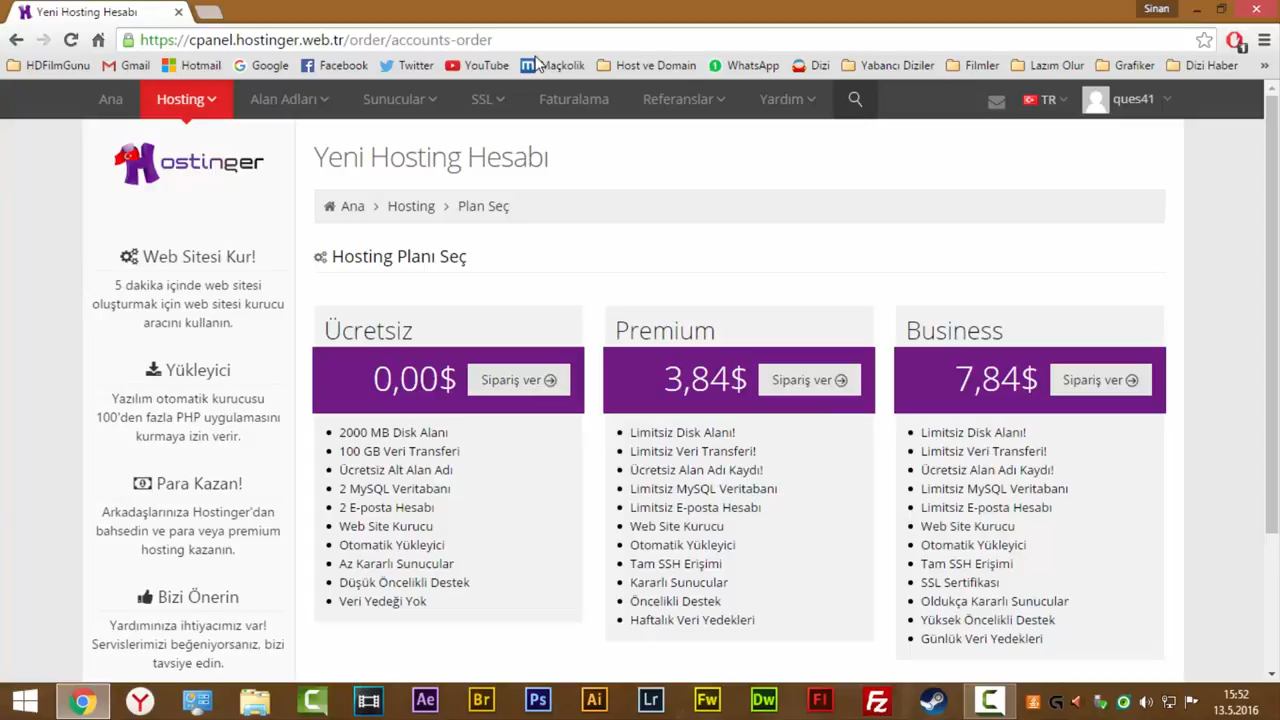 Yeni Hosting Hesabı
Sinan
https://cpanel.hostinger.web.tr/order/accounts-order
HDFilmGunu Gmail Hotmail Google Facebook Twitter YouTube Maçkolik Host ve Domain WhatsApp Dizi Yabancı Diziler Filmler Lazım Olur Grafiker Dizi Haber »
Ana Hosting Alan Adları Sunucular SSL Faturalama Referanslar Yardım TR ques41
Hostinger
Web Sitesi Kur!
5 dakika içinde web sitesi
oluşturmak için web sitesi kurucu
aracını kullanın.
Yükleyici
Yazılım otomatik kurucusu
100'den fazla PHP uygulamasını
kurmaya izin verir.
Para Kazan!
Arkadaşlarınıza Hostinger'dan
bahsedin ve para veya premium
hosting kazanın.
Bizi Önerin
Yardımınıza ihtiyacımız var!
Servislerimizi beğeniyorsanız, bizi
tavsiye edin.
Yeni Hosting Hesabı
Ana > Hosting > Plan Seç
Hosting Planı Seç
Ücretsiz
0,00$ Sipariş ver
2000 MB Disk Alanı
100 GB Veri Transferi
Ücretsiz Alt Alan Adı
2 MySQL Veritabanı
2 E-posta Hesabı
Web Site Kurucu
Otomatik Yükleyici
Az Kararlı Sunucular
Düşük Öncelikli Destek
Veri Yedeği Yok
Premium
3,84$ Sipariş ver
Limitsiz Disk Alanı!
Limitsiz Veri Transferi!
Ücretsiz Alan Adı Kaydı!
Limitsiz MySQL Veritabanı
Limitsiz E-posta Hesabı
Web Site Kurucu
Otomatik Yükleyici
Tam SSH Erişimi
Kararlı Sunucular
Öncelikli Destek
Haftalık Veri Yedekleri
Business
7,84$ Sipariş ver
Limitsiz Disk Alanı!
Limitsiz Veri Transferi!
Ücretsiz Alan Adı Kaydı!
Limitsiz MySQL Veritabanı
Limitsiz E-posta Hesabı
Web Site Kurucu
Otomatik Yükleyici
Tam SSH Erişimi
SSL Sertifikası
Oldukça Kararlı Sunucular
Yüksek Öncelikli Destek
Günlük Veri Yedekleri
Ae Br Ps Ai Lr Fw Dw Fl
15:52
13.5.2016